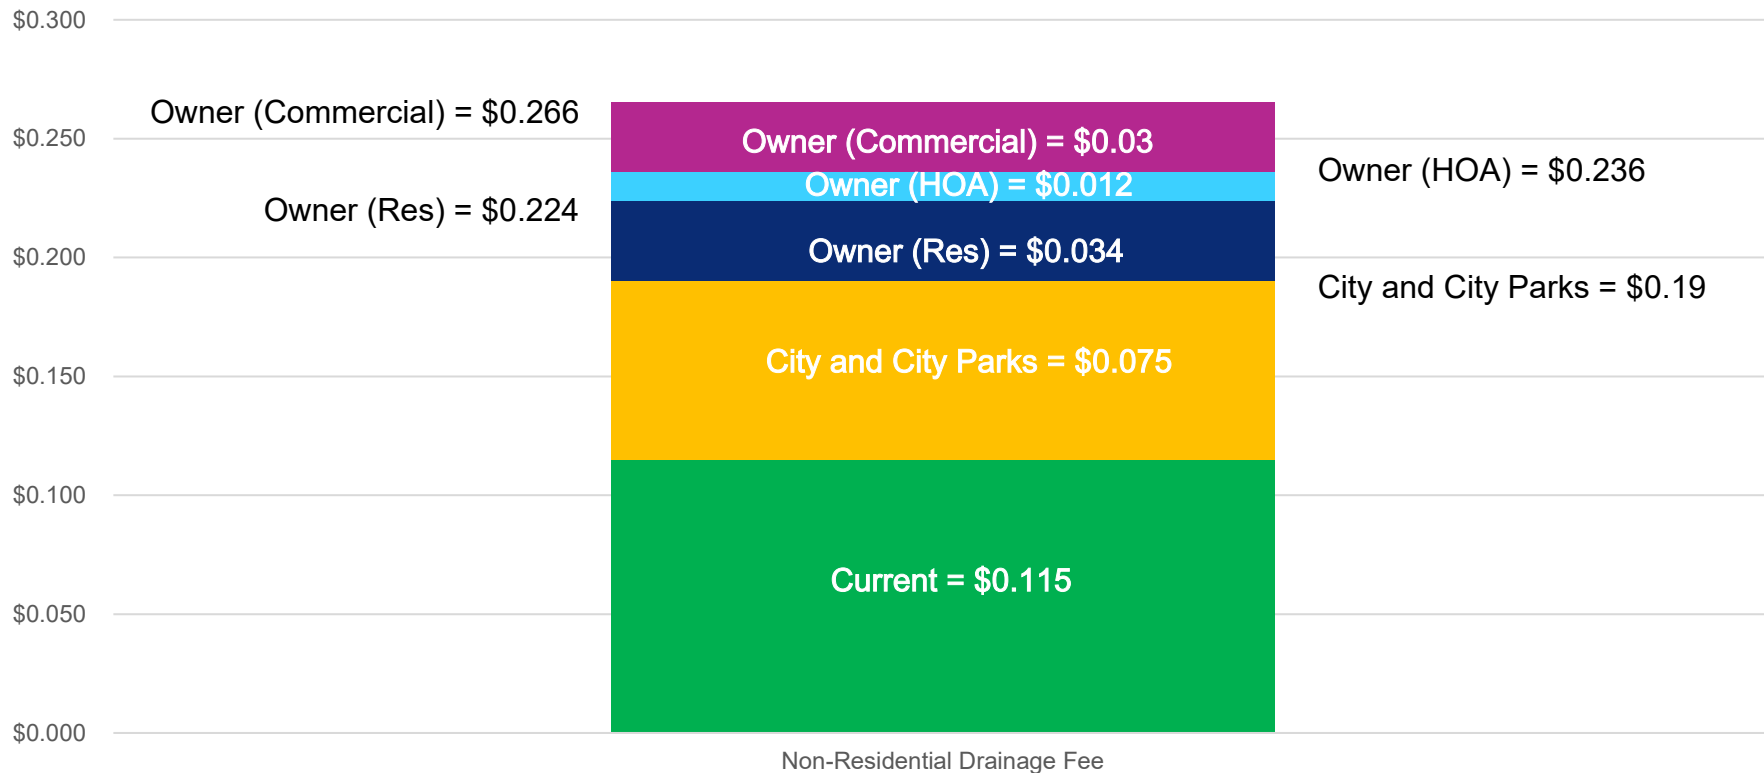 $0.300
Owner (Commercial) = $0.266
$0.250
Owner (Commercial) = $0.03
Owner (HOA) = $0.236
Owner (HOA) = $0.012
Owner (Res) = $0.224
$0.200
Owner (Res) = $0.034
City and City Parks = $0.19
$0.150
City and City Parks = $0.075
$0.100
Current = $0.115
$0.050
$0.000
Non-Residential Drainage Fee